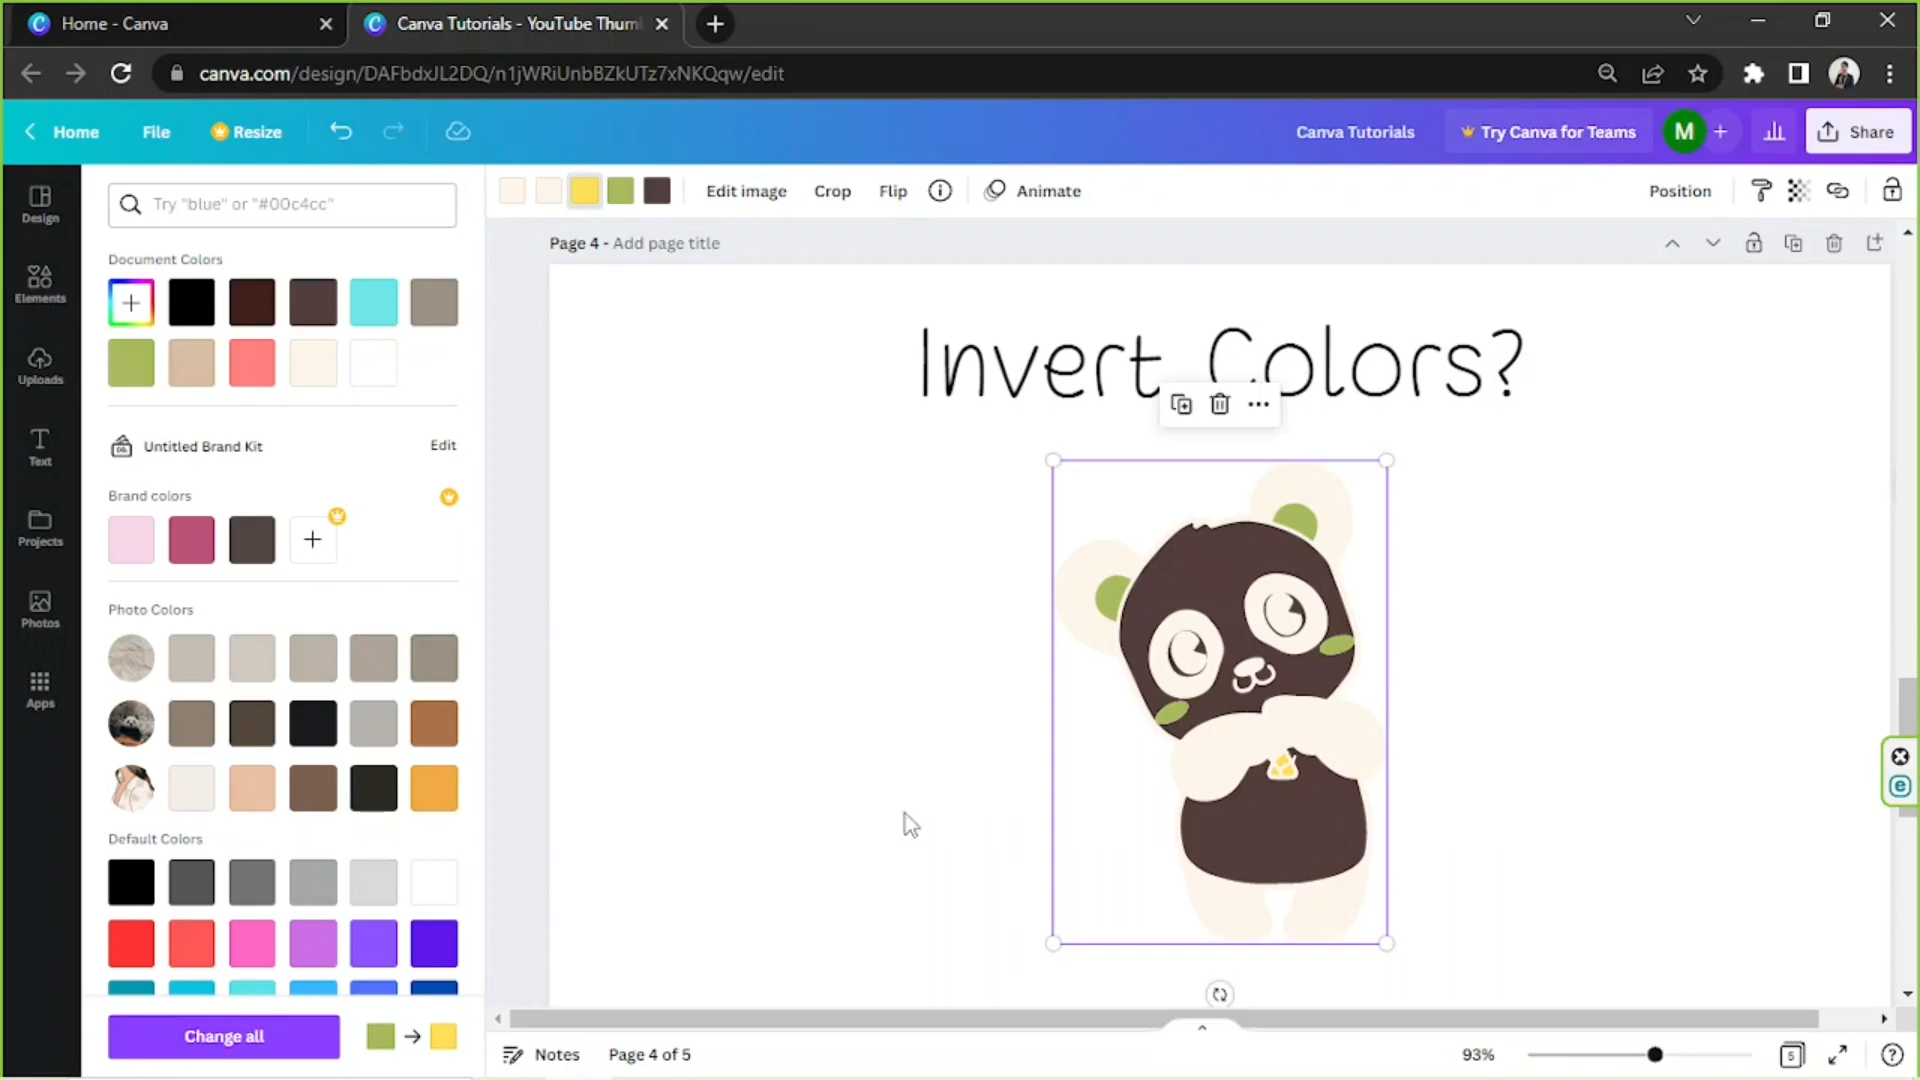 Home - Canva
Canva Tutorials - YouTube Thum
canva.com/design/DAFbdxJL2DQ/n1jWRiUnbBZkUTz7xNKQqw/edit
Home
File
Resize
Canva Tutorials
Try Canva for Teams
M
Share
Design
Elements
Uploads
Text
Projects
Photos
Apps
Try "blue" or "#00c4cc"
Document Colors
Untitled Brand Kit
Edit
Brand colors
Photo Colors
Default Colors
Change all
Edit image
Crop
Flip
Animate
Position
Page 4 - Add page title
Invert Colors?
Notes
Page 4 of 5
93%
5